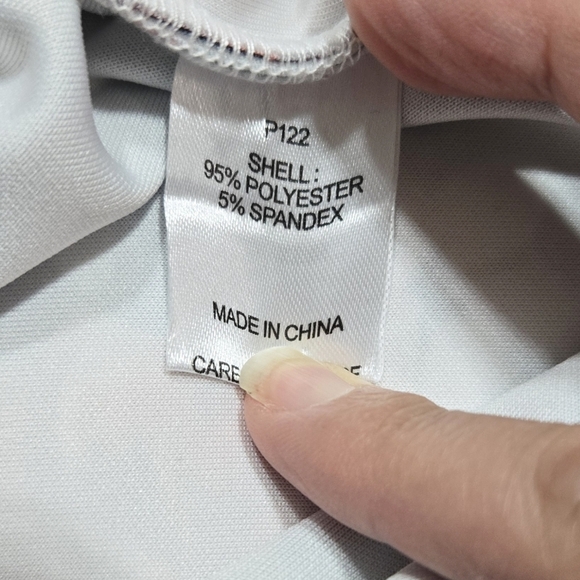 P122
SHELL :
95% POLYESTER
5% SPANDEX
MADE IN CHINA
CARE